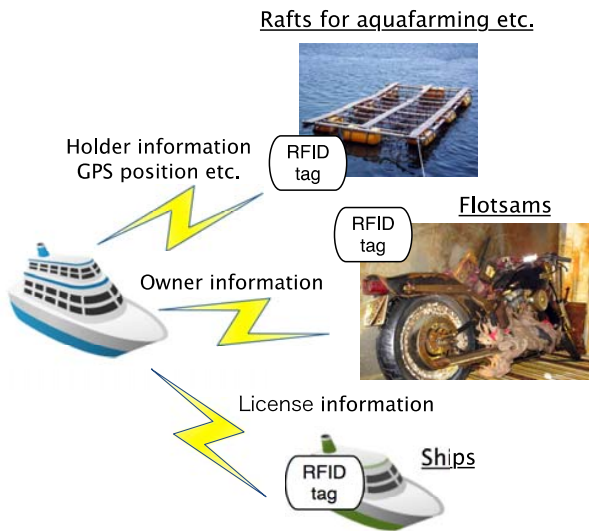 Rafts for aquafarming etc.
Holder information
GPS position etc.
RFID
tag
Flotsams
RFID
tag
Owner information
License information
Ships
RFID
tag